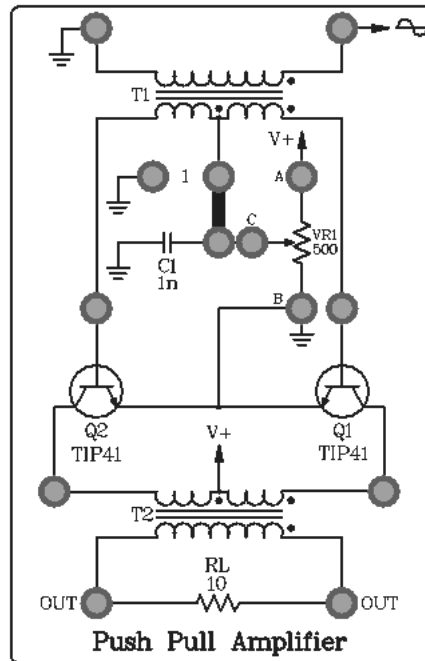 T1
V+
1
A
C
VR1
500
C1
1n
B
Q2
TIP41
Q1
TIP41
V+
T2
RL
10
OUT
OUT
Push Pull Amplifier